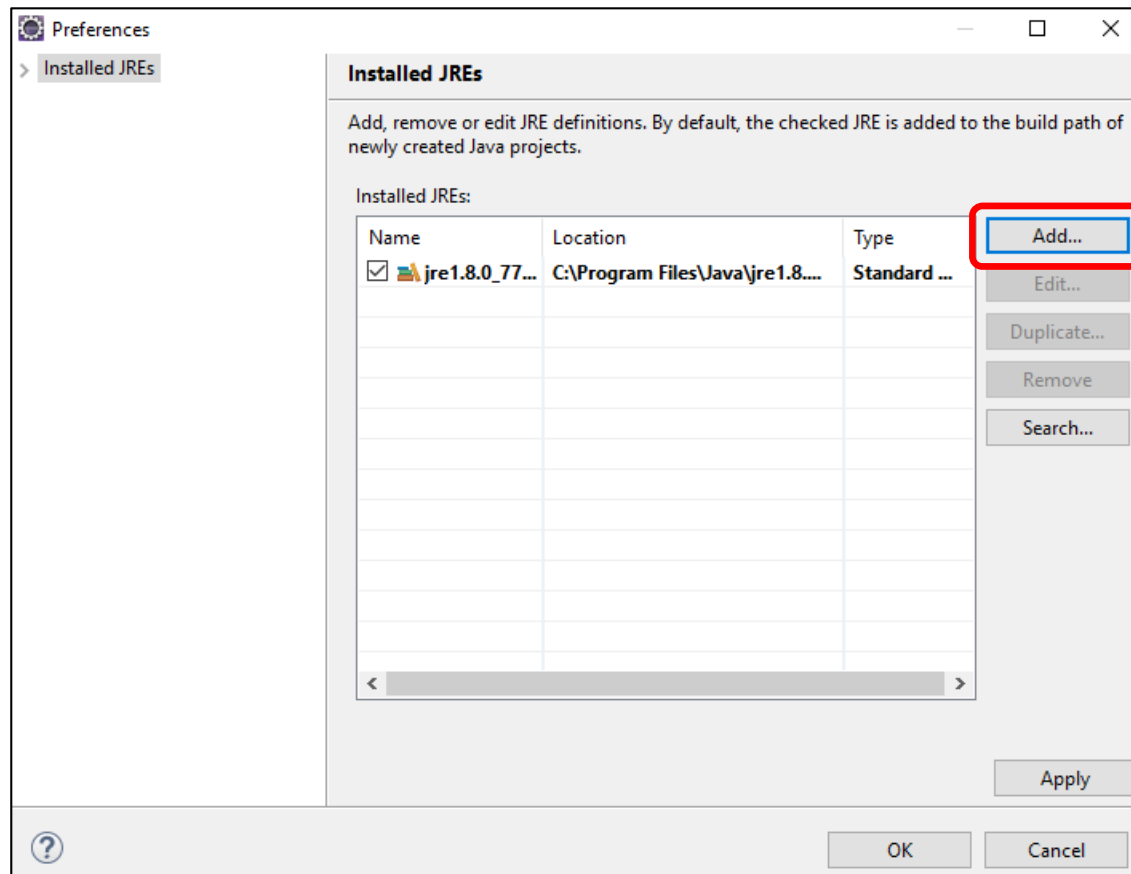 Preferences
Installed JREs
Installed JREs
Add, remove or edit JRE definitions. By default, the checked JRE is added to the build path of
newly created Java projects.
Installed JREs:
Name Location Type
jre1.8.0_77... C:\Program Files\Java\jre1.8.... Standard ...
Add...
Edit...
Duplicate...
Remove
Search...
Apply
OK Cancel